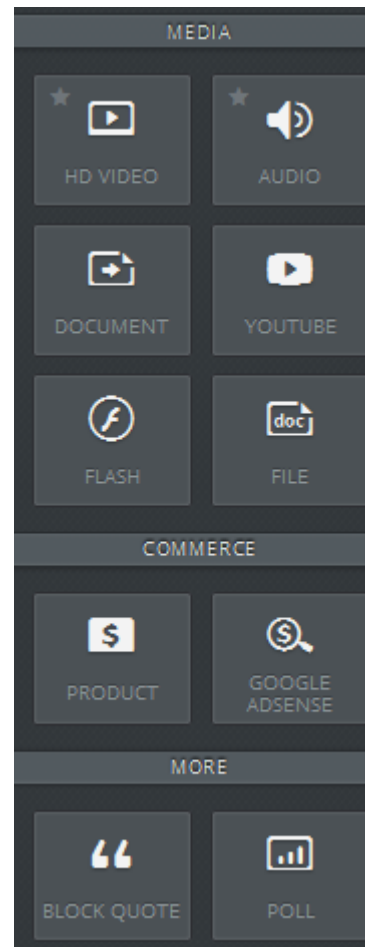 MEDIA
HD VIDEO
AUDIO
DOCUMENT
YOUTUBE
FLASH
doc
FILE
COMMERCE
$
PRODUCT
$
GOOGLE
ADSENSE
MORE
“
BLOCK QUOTE
POLL